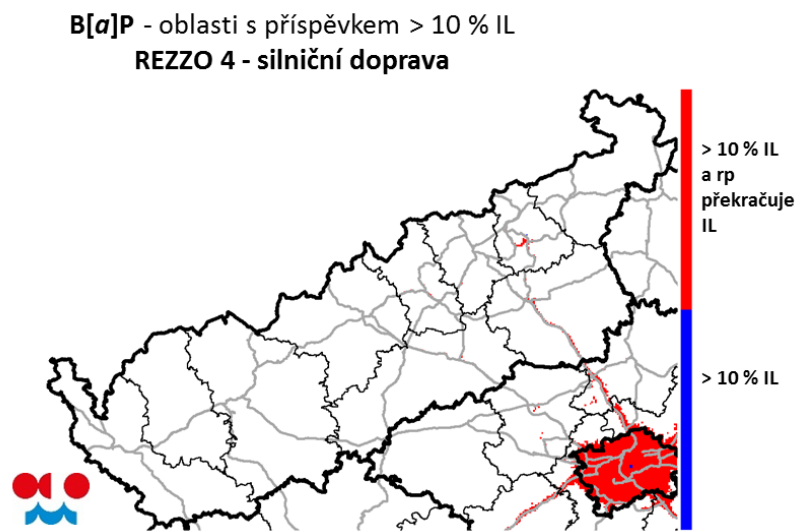 B[a]P - oblasti s příspěvkem > 10 % IL
REZZO 4 - silniční doprava
> 10 % IL
a rp
překračuje
IL
> 10 % IL